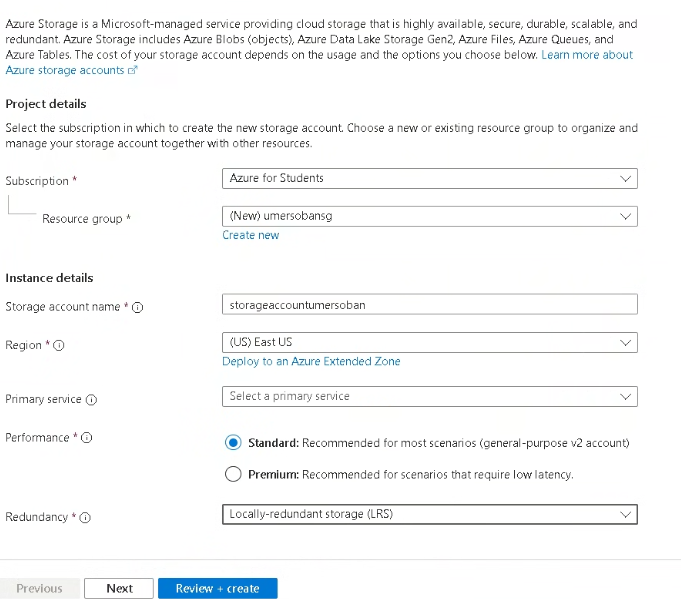 Azure Storage is a Microsoft-managed service providing cloud storage that is highly available, secure, durable, scalable, and
redundant. Azure Storage includes Azure Blobs (objects), Azure Data Lake Storage Gen2, Azure Files, Azure Queues, and
Azure Tables. The cost of your storage account depends on the usage and the options you choose below. Learn more about
Azure storage accounts
Project details
Select the subscription in which to create the new storage account. Choose a new or existing resource group to organize and
manage your storage account together with other resources.
Subscription * Azure for Students
Resource group * (New) umersobansg
Create new
Instance details
Storage account name * storageaccountumersoban
Region * (US) East US
Deploy to an Azure Extended Zone
Primary service Select a primary service
Performance * Standard: Recommended for most scenarios (general-purpose v2 account)
Premium: Recommended for scenarios that require low latency.
Redundancy * Locally-redundant storage (LRS)
Previous Next Review + create